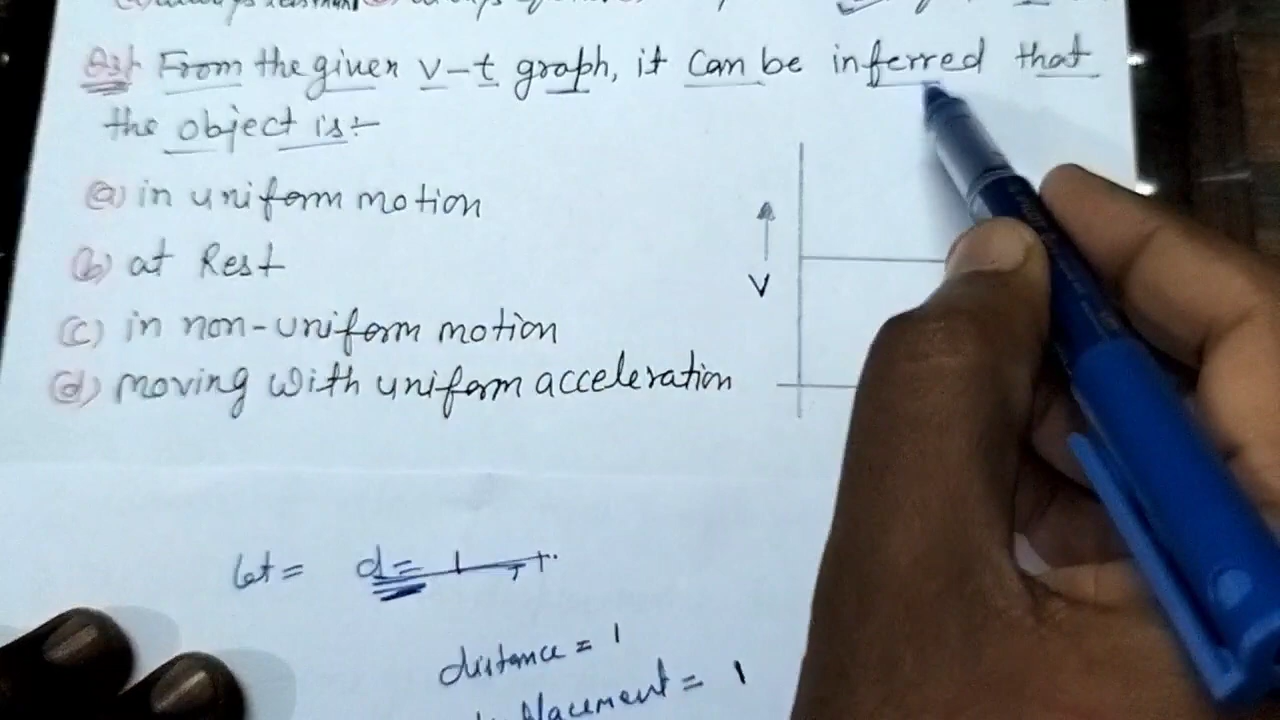 Q3↑ From the given v-t graph, it can be inferred that
the object is:-
(a) in uniform motion
(b) at Rest
(c) in non-uniform motion
(d) moving with uniform acceleration
V
let = d =
distance = 1
= 1